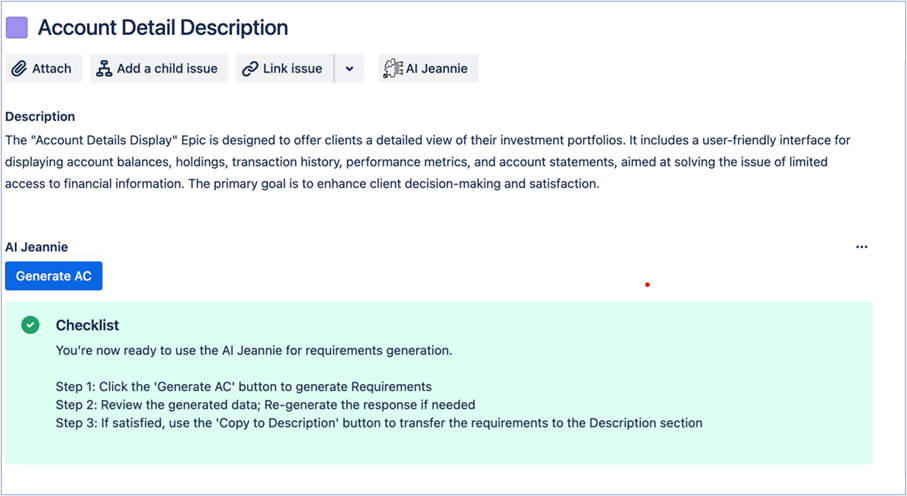 Account Detail Description
Attach
Add a child issue
Link issue
AI Jeannie
Description
The "Account Details Display" Epic is designed to offer clients a detailed view of their investment portfolios. It includes a user-friendly interface for
displaying account balances, holdings, transaction history, performance metrics, and account statements, aimed at solving the issue of limited
access to financial information. The primary goal is to enhance client decision-making and satisfaction.
AI Jeannie
Generate AC
Checklist
You're now ready to use the AI Jeannie for requirements generation.
Step 1: Click the 'Generate AC' button to generate Requirements
Step 2: Review the generated data; Re-generate the response if needed
Step 3: If satisfied, use the 'Copy to Description' button to transfer the requirements to the Description section